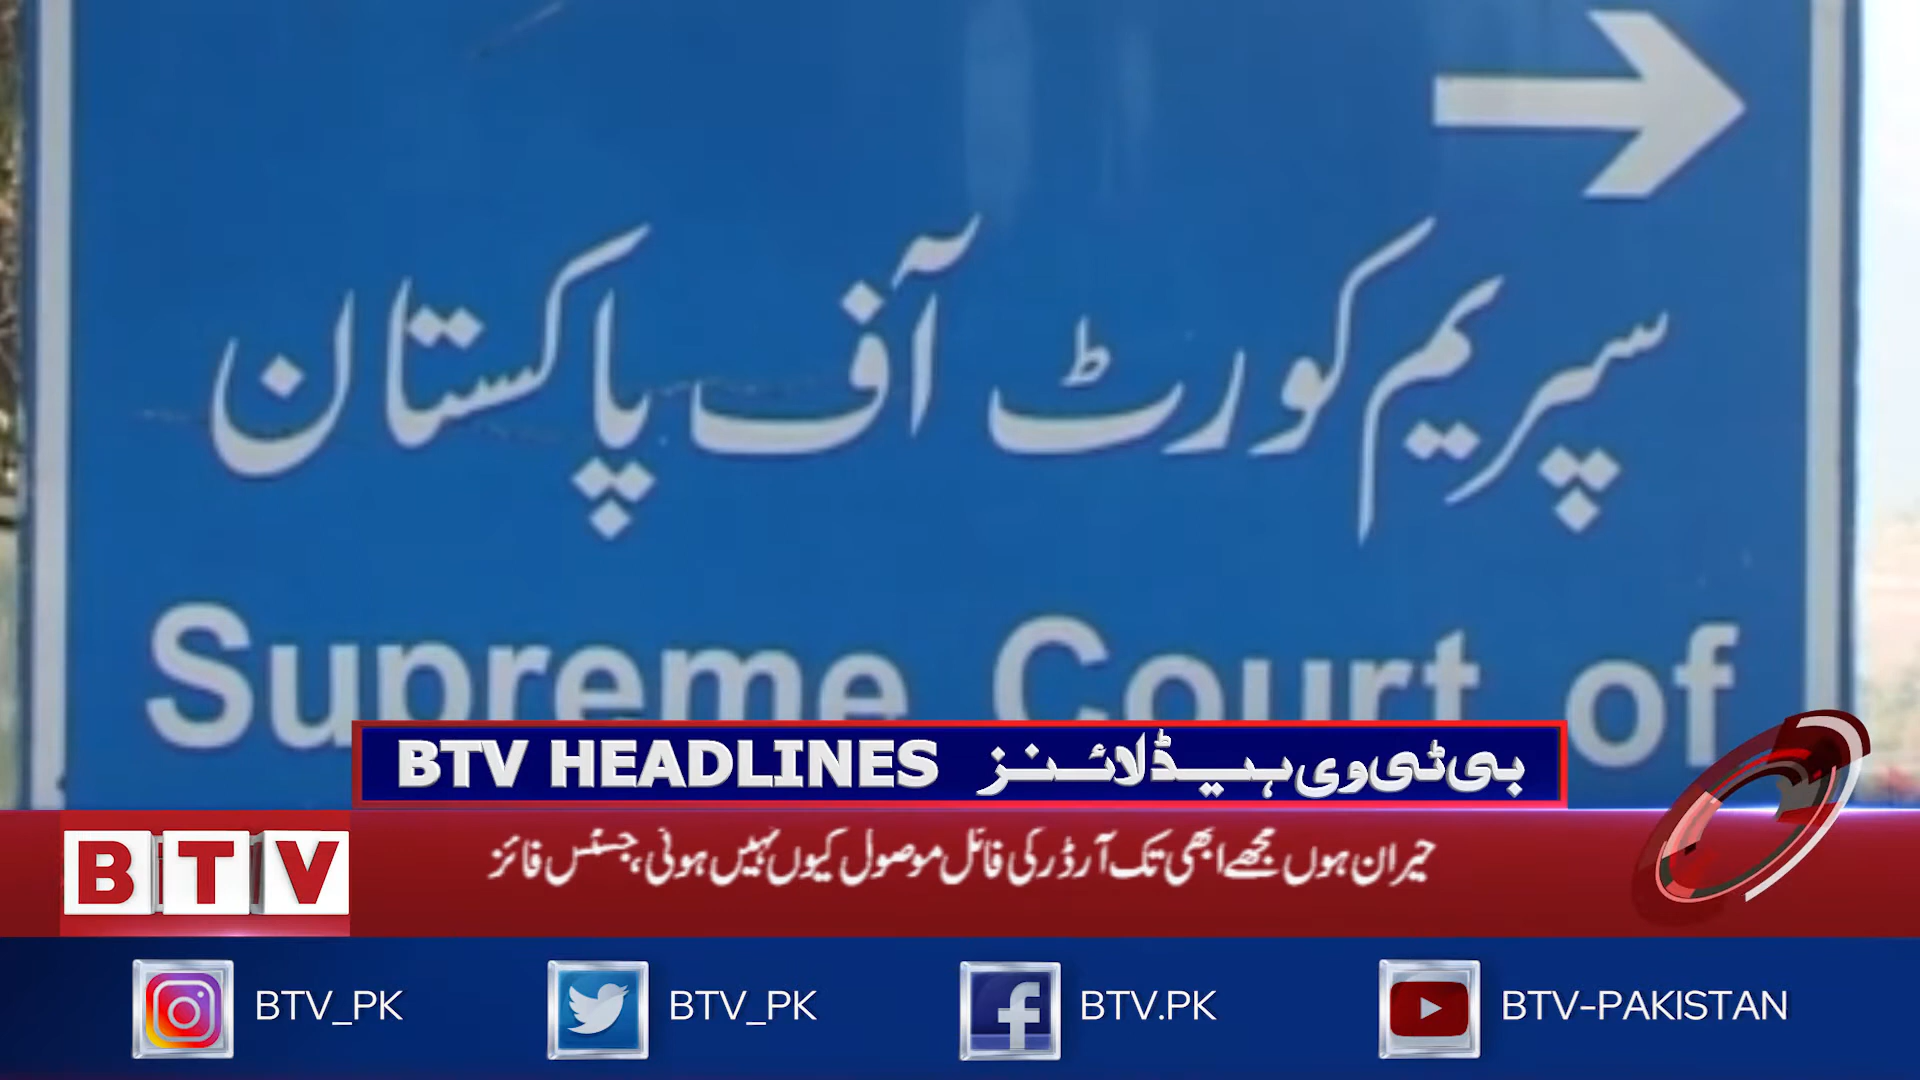 سپریم کورٹ آف پاکستان
Supreme Court of
BTV HEADLINES بی ٹی وی ہیڈلائنز
حیران ہوں مجھے ابھی تک آرڈر کی فائل موصول کیوں نہیں ہوئی، جسٹس فائز
BTV
BTV_PK BTV_PK BTV.PK BTV-PAKISTAN